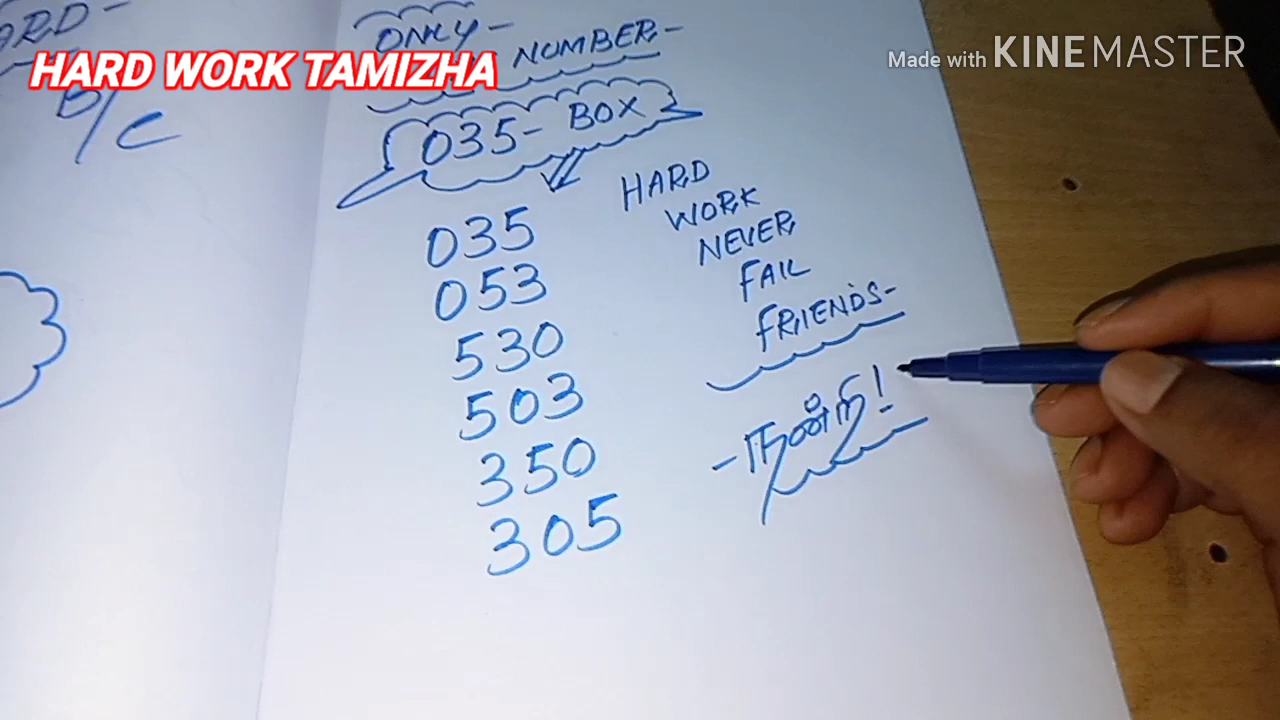 HARD WORK TAMIZHA
Made with KINEMASTER
B/C
ONLY-
NUMBER-
035- BOX
035
053
530
503
350
305
HARD
WORK
NEVER
FAIL
FRIENDS-
-நன்றி!